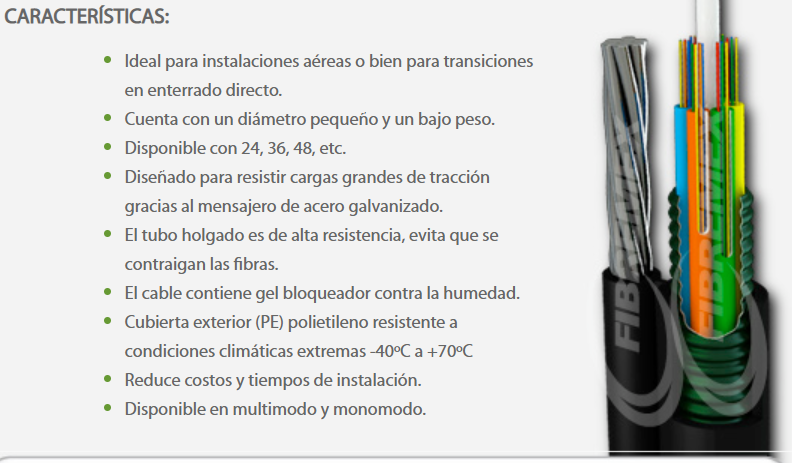 CARACTERÍSTICAS:
Ideal para instalaciones aéreas o bien para transiciones
en enterrado directo.
Cuenta con un diámetro pequeño y un bajo peso.
Disponible con 24, 36, 48, etc.
Diseñado para resistir cargas grandes de tracción
gracias al mensajero de acero galvanizado.
El tubo holgado es de alta resistencia, evita que se
contraigan las fibras.
El cable contiene gel bloqueador contra la humedad.
Cubierta exterior (PE) polietileno resistente a
condiciones climáticas extremas -40ºC a +70ºC
Reduce costos y tiempos de instalación.
Disponible en multimodo y monomodo.
FIBREMEX
FIBREMEX